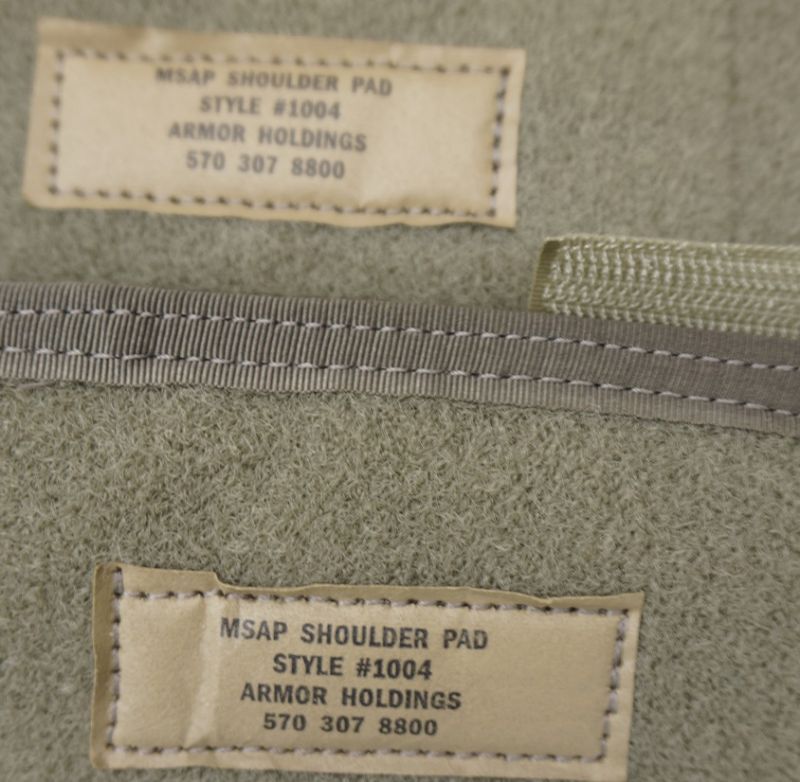 MSAP SHOULDER PAD
STYLE #1004
ARMOR HOLDINGS
570 307 8800
MSAP SHOULDER PAD
STYLE #1004
ARMOR HOLDINGS
570 307 8800